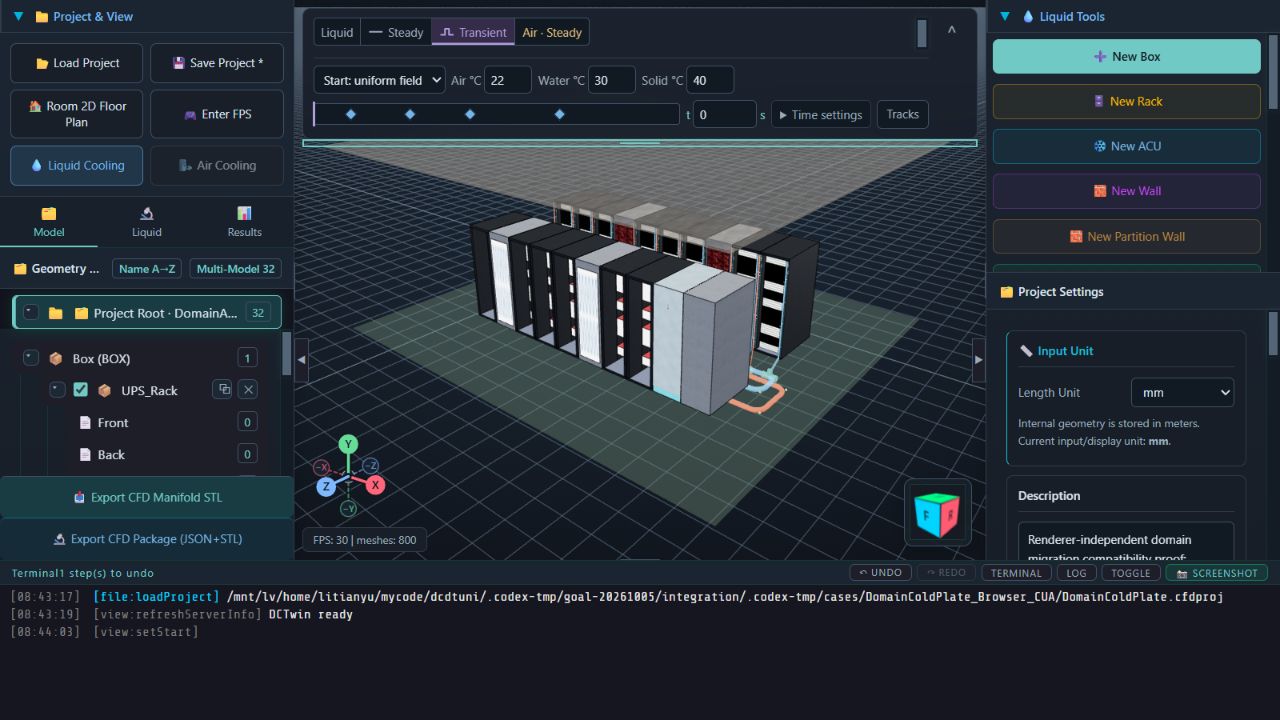 ▼ Project & View
Load Project
Save Project *
Room 2D Floor Plan
Enter FPS
Liquid Cooling
Air Cooling
Model
Liquid
Results
Geometry ...
Name A→Z
Multi-Model 32
Project Root · DomainA...
32
Box (BOX)
1
UPS_Rack
Front
0
Back
0
Export CFD Manifold STL
Export CFD Package (JSON+STL)
Liquid
Steady
Transient
Air · Steady
Start: uniform field
Air °C 22
Water °C 30
Solid °C 40
t 0 s
▶ Time settings
Tracks
Y
-X
-Z
Z
X
-Y
F
R
FPS: 30 | meshes: 800
▼ Liquid Tools
New Box
New Rack
New ACU
New Wall
New Partition Wall
Project Settings
Input Unit
Length Unit
mm
Internal geometry is stored in meters.
Current input/display unit: mm.
Description
Renderer-independent domain
migration compatibility proof:
Terminal1 step(s) to undo
↶ UNDO
↷ REDO
TERMINAL
LOG
TOGGLE
SCREENSHOT
[08:43:17] [file:loadProject] /mnt/lv/home/litianyu/mycode/dcdtuni/.codex-tmp/goal-20261005/integration/.codex-tmp/cases/DomainColdPlate_Browser_CUA/DomainColdPlate.cfdproj
[08:43:19] [view:refreshServerInfo] DCTwin ready
[08:44:03] [view:setStart]